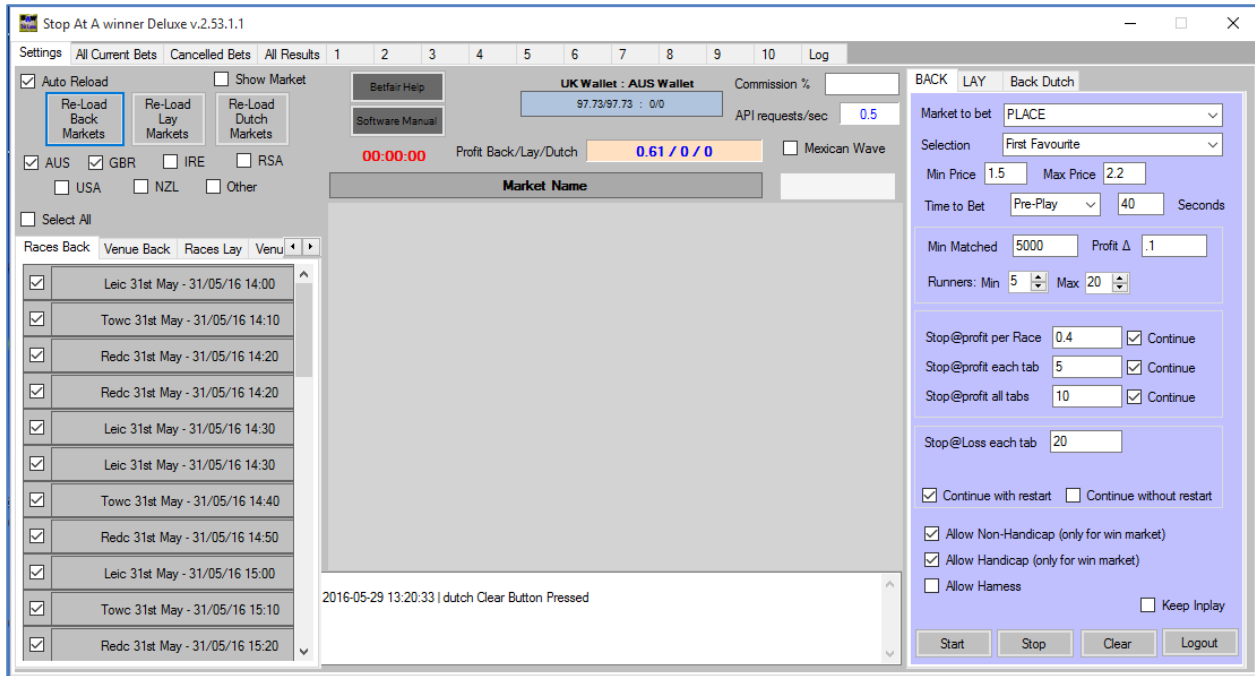 Stop At A winner Deluxe v.2.53.1.1
Settings All Current Bets Cancelled Bets All Results 1 2 3 4 5 6 7 8 9 10 Log
Auto Reload Show Market
Re-Load Back Markets
Re-Load Lay Markets
Re-Load Dutch Markets
AUS GBR IRE RSA
USA NZL Other
Select All
Races Back Venue Back Races Lay Venu
Leic 31st May - 31/05/16 14:00
Towc 31st May - 31/05/16 14:10
Redc 31st May - 31/05/16 14:20
Redc 31st May - 31/05/16 14:20
Leic 31st May - 31/05/16 14:30
Leic 31st May - 31/05/16 14:30
Towc 31st May - 31/05/16 14:40
Redc 31st May - 31/05/16 14:50
Leic 31st May - 31/05/16 15:00
Towc 31st May - 31/05/16 15:10
Redc 31st May - 31/05/16 15:20
Betfair Help
Software Manual
UK Wallet : AUS Wallet
97.73/97.73 : 0/0
Commission %
API requests/sec 0.5
00:00:00 Profit Back/Lay/Dutch 0.61 / 0 / 0 Mexican Wave
Market Name
2016-05-29 13:20:33 | dutch Clear Button Pressed
BACK LAY Back Dutch
Market to bet PLACE
Selection First Favourite
Min Price 1.5 Max Price 2.2
Time to Bet Pre-Play 40 Seconds
Min Matched 5000 Profit Δ .1
Runners: Min 5 Max 20
Stop@profit per Race 0.4 Continue
Stop@profit each tab 5 Continue
Stop@profit all tabs 10 Continue
Stop@Loss each tab 20
Continue with restart Continue without restart
Allow Non-Handicap (only for win market)
Allow Handicap (only for win market)
Allow Harness
Keep Inplay
Start Stop Clear Logout